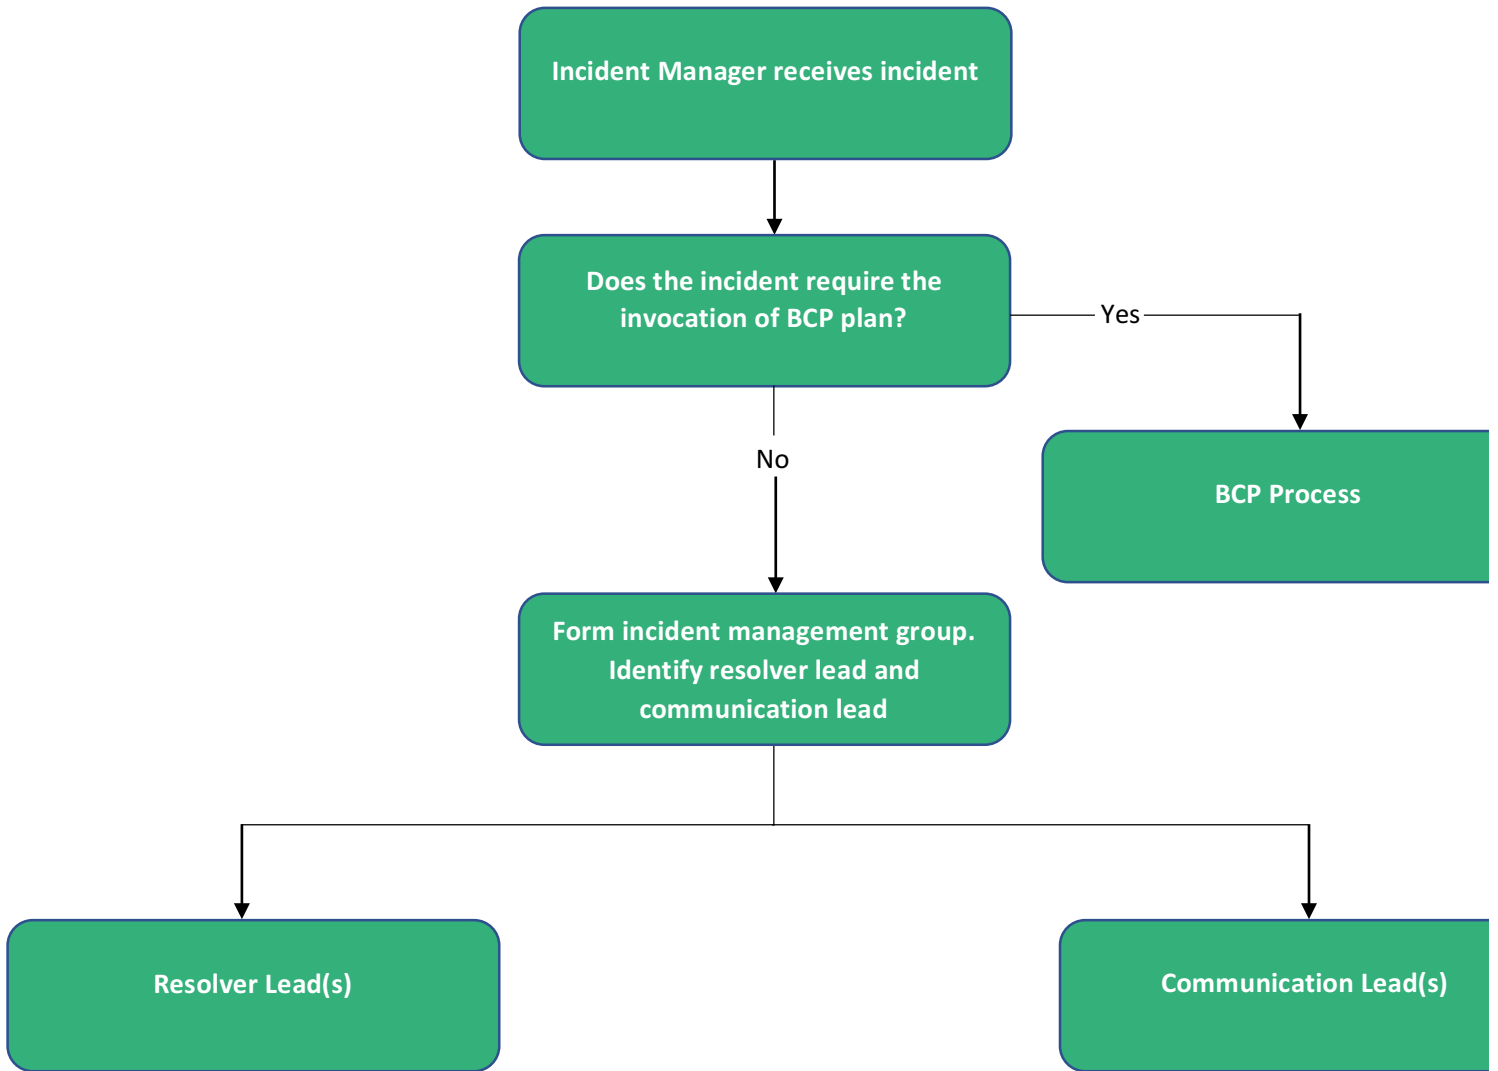 Incident Manager receives incident
Does the incident require the
invocation of BCP plan?
Yes
No
BCP Process
Form incident management group.
Identify resolver lead and
communication lead
Resolver Lead(s)
Communication Lead(s)